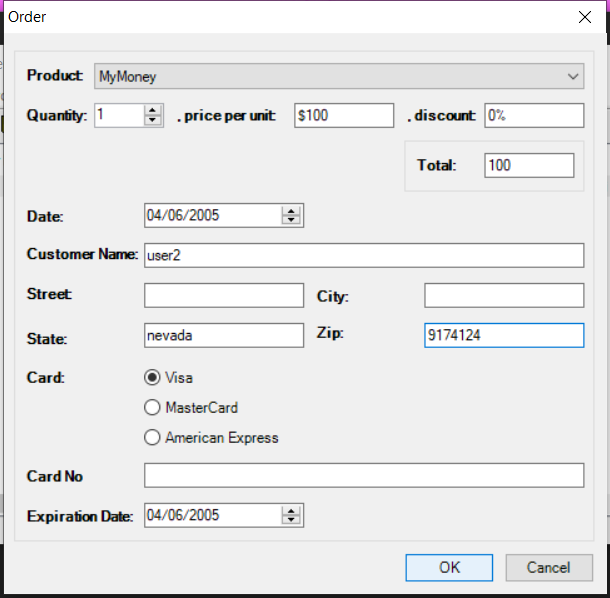 Order
Product: MyMoney
Quantity: 1 . price per unit: $100 . discount: 0%
Total: 100
Date: 04/06/2005
Customer Name: user2
Street: City:
State: nevada Zip: 9174124
Card: Visa
MasterCard
American Express
Card No
Expiration Date: 04/06/2005
OK Cancel